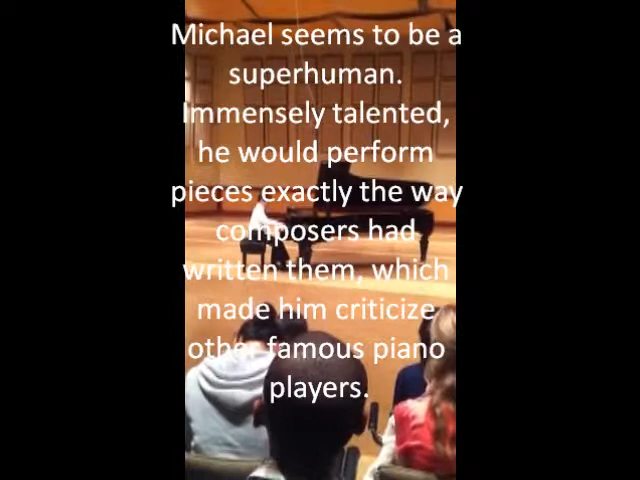 Michael seems to be a
superhuman.
Immensely talented,
he would perform
pieces exactly the way
composers had
written them, which
made him criticize
other famous piano
players.